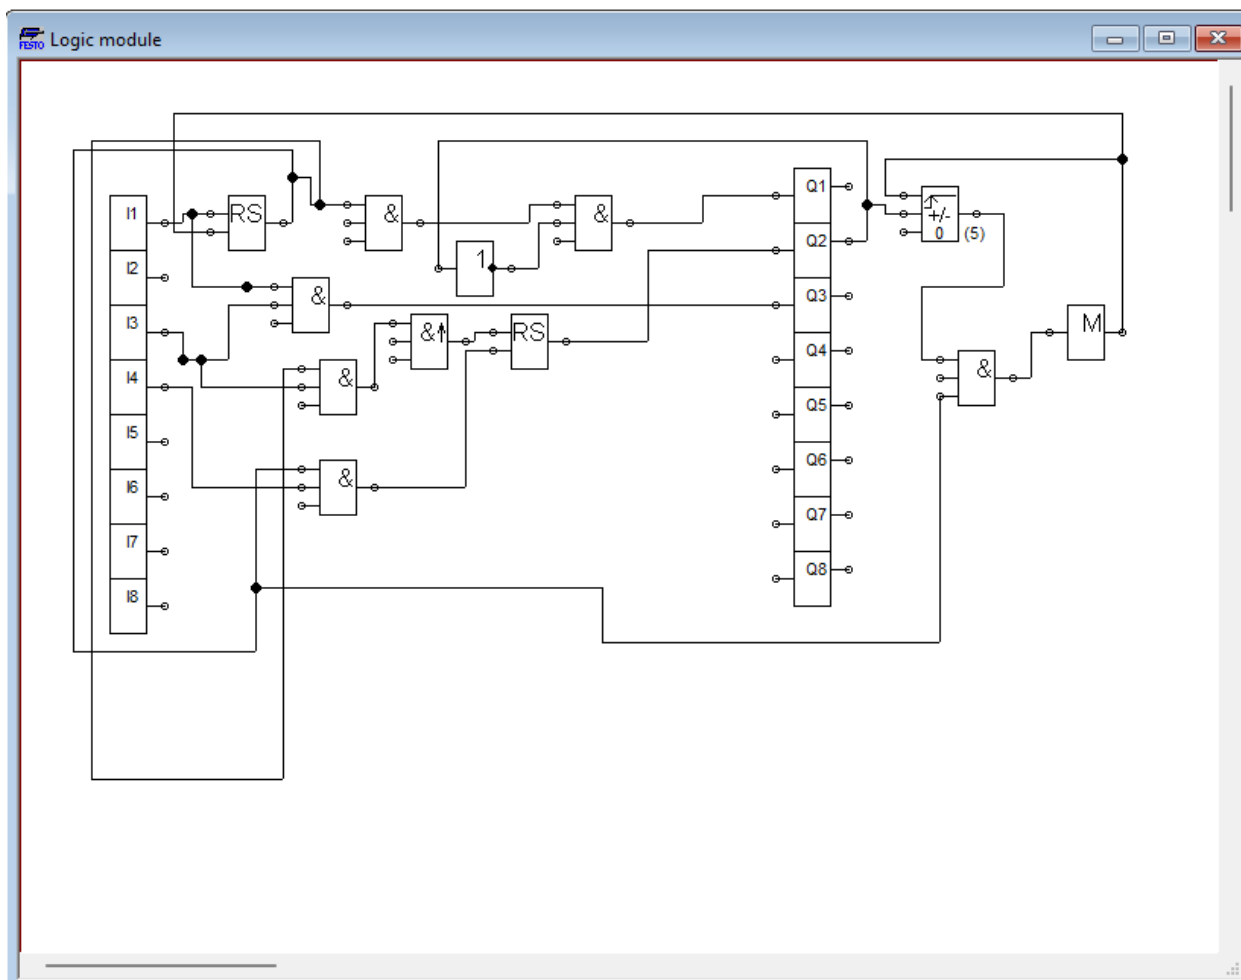 FESTO Logic module
I1
RS
&
&
1
I2
I3
I4
I5
I6
I7
I8
&
&↑
RS
&
&
Q1
Q2
Q3
Q4
Q5
Q6
Q7
Q8
+/-
0
(5)
&
M